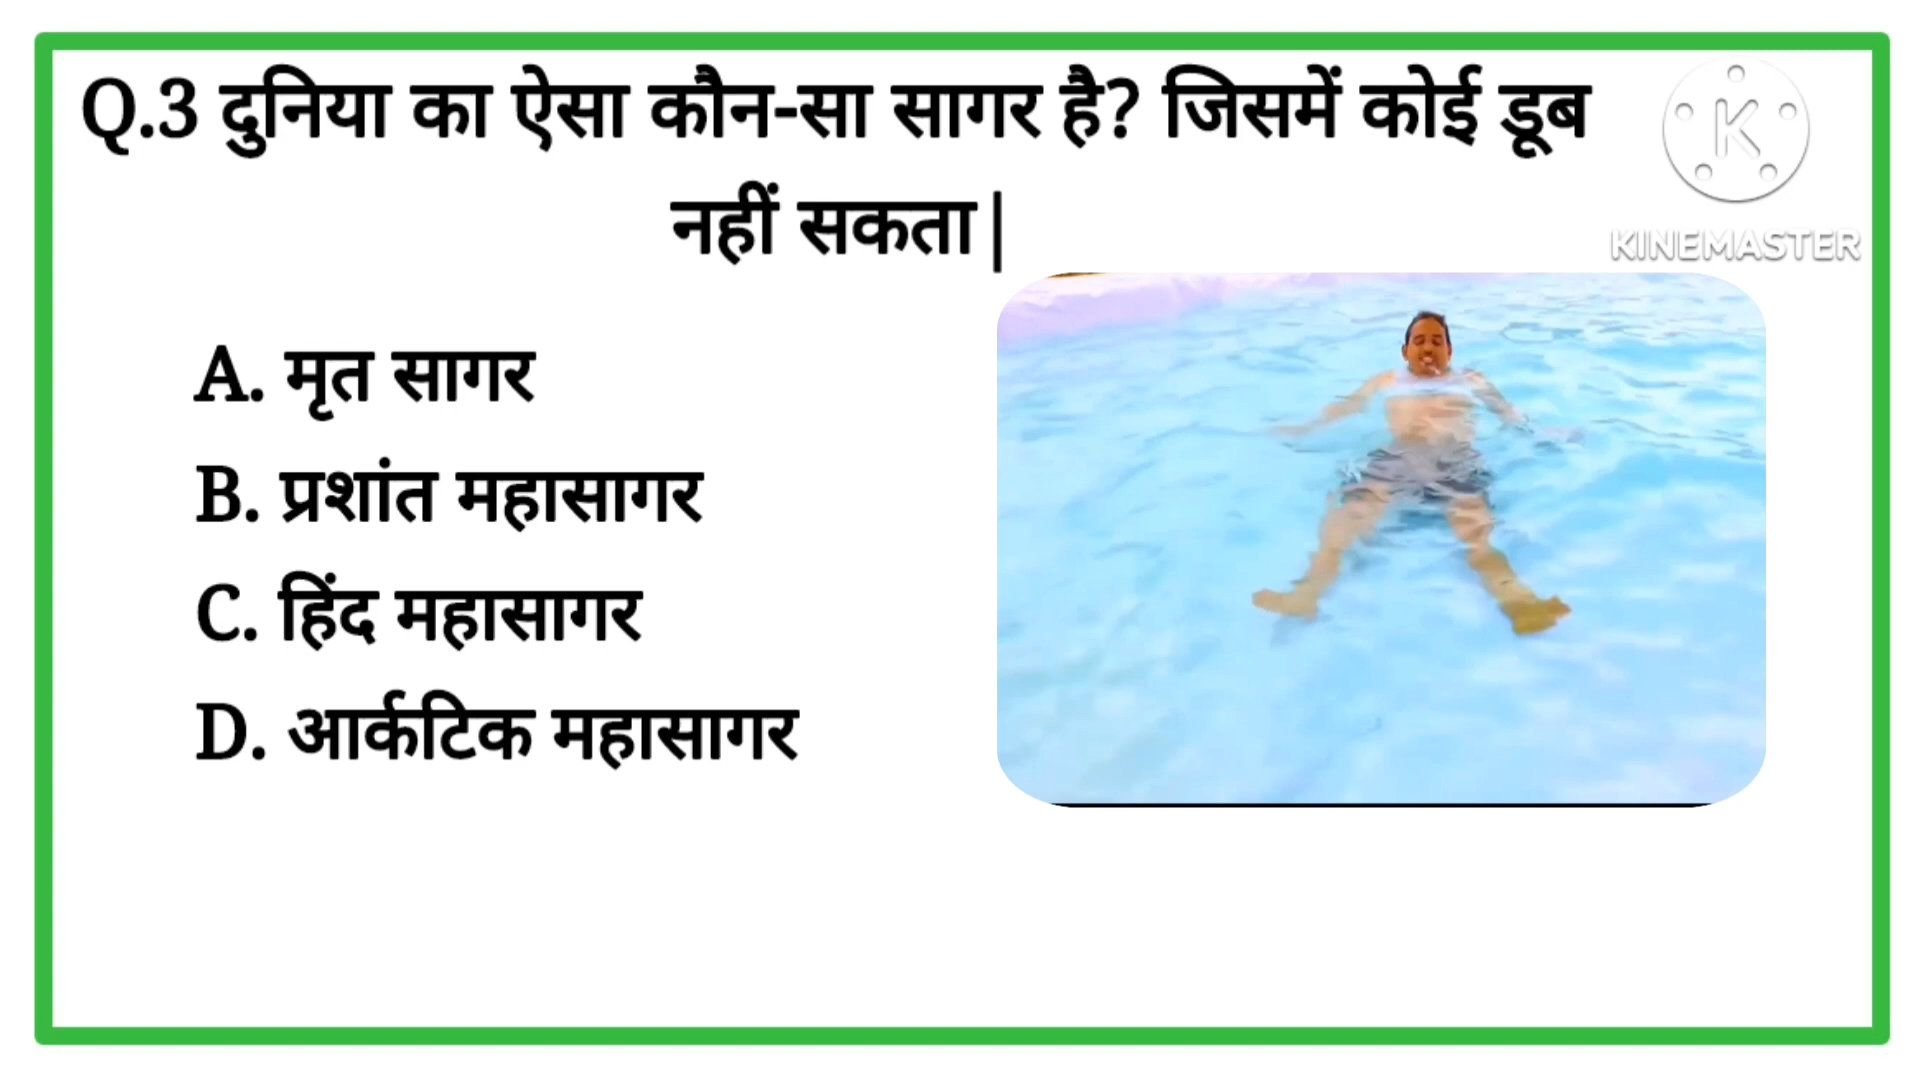 Q.3 दुनिया का ऐसा कौन-सा सागर है? जिसमें कोई डूब
नहीं सकता|
K
KINEMASTER
A. मृत सागर
B. प्रशांत महासागर
C. हिंद महासागर
D. आर्कटिक महासागर